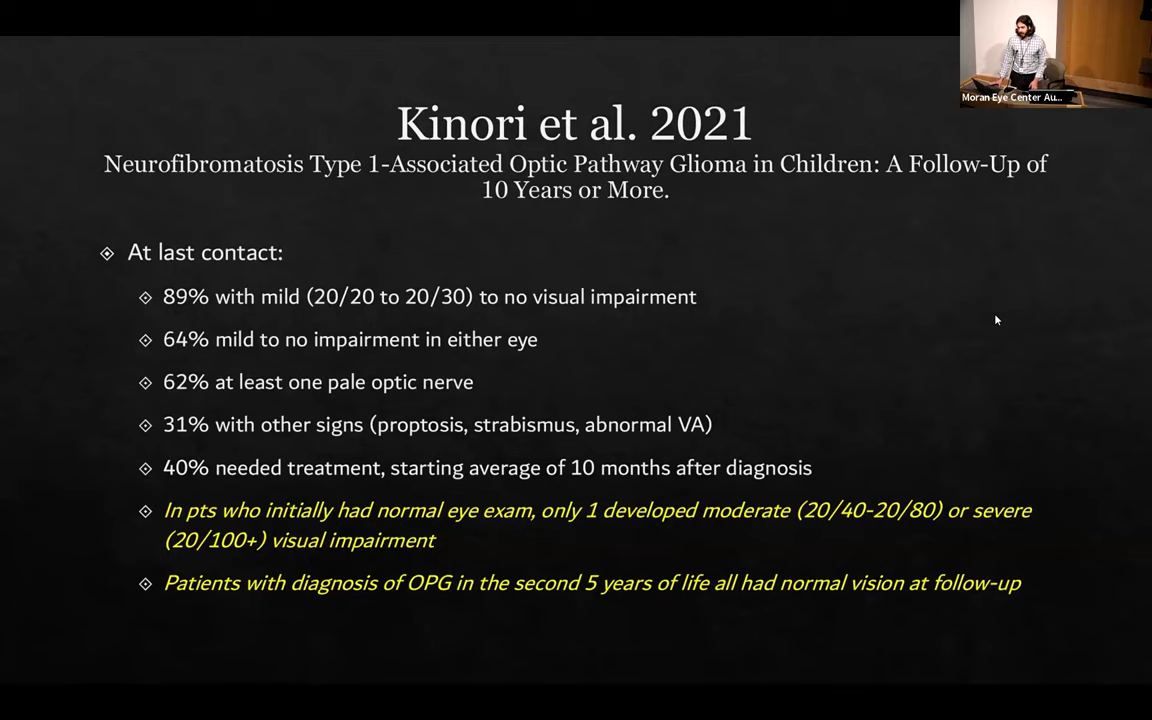 Moran Eye Center Au...
Kinori et al. 2021
Neurofibromatosis Type 1-Associated Optic Pathway Glioma in Children: A Follow-Up of
10 Years or More.
At last contact:
89% with mild (20/20 to 20/30) to no visual impairment
64% mild to no impairment in either eye
62% at least one pale optic nerve
31% with other signs (proptosis, strabismus, abnormal VA)
40% needed treatment, starting average of 10 months after diagnosis
In pts who initially had normal eye exam, only 1 developed moderate (20/40-20/80) or severe
(20/100+) visual impairment
Patients with diagnosis of OPG in the second 5 years of life all had normal vision at follow-up